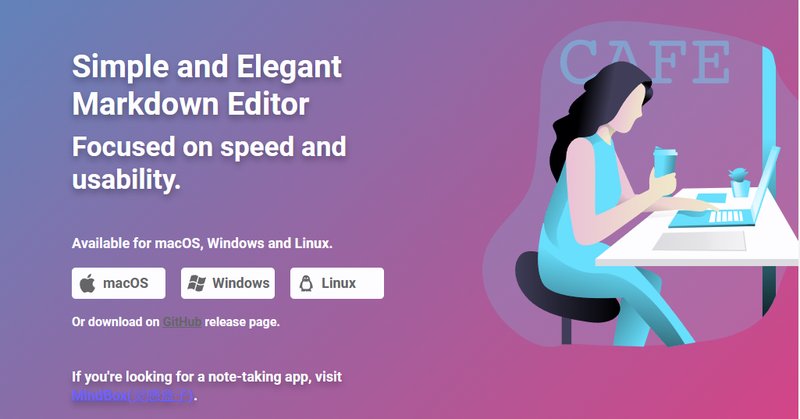 CAFE
Simple and Elegant
Markdown Editor
Focused on speed and
usability.
Available for macOS, Windows and Linux.
macOS Windows Linux
Or download on GitHub release page.
If you're looking for a note-taking app, visit
MindBox(